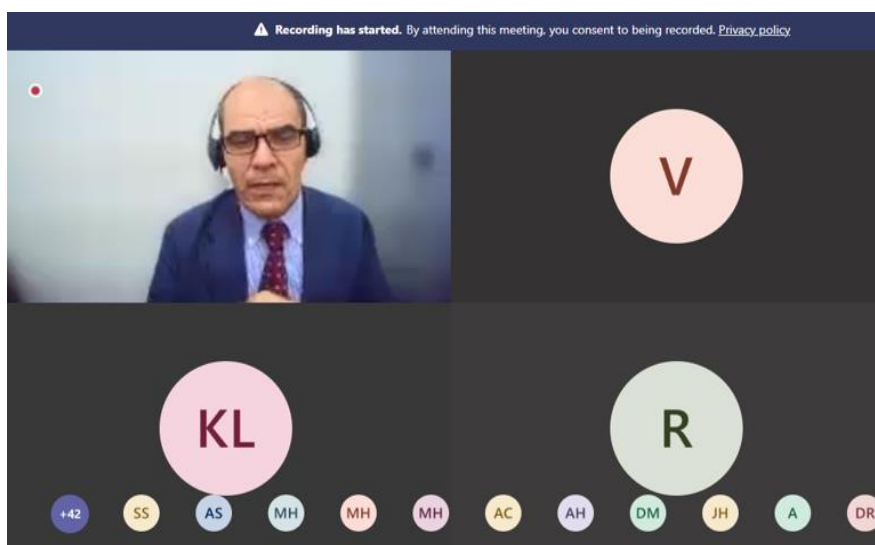 Recording has started. By attending this meeting, you consent to being recorded. Privacy policy
V
KL
R
+42 SS AS MH MH MH AC AH DM JH A DR